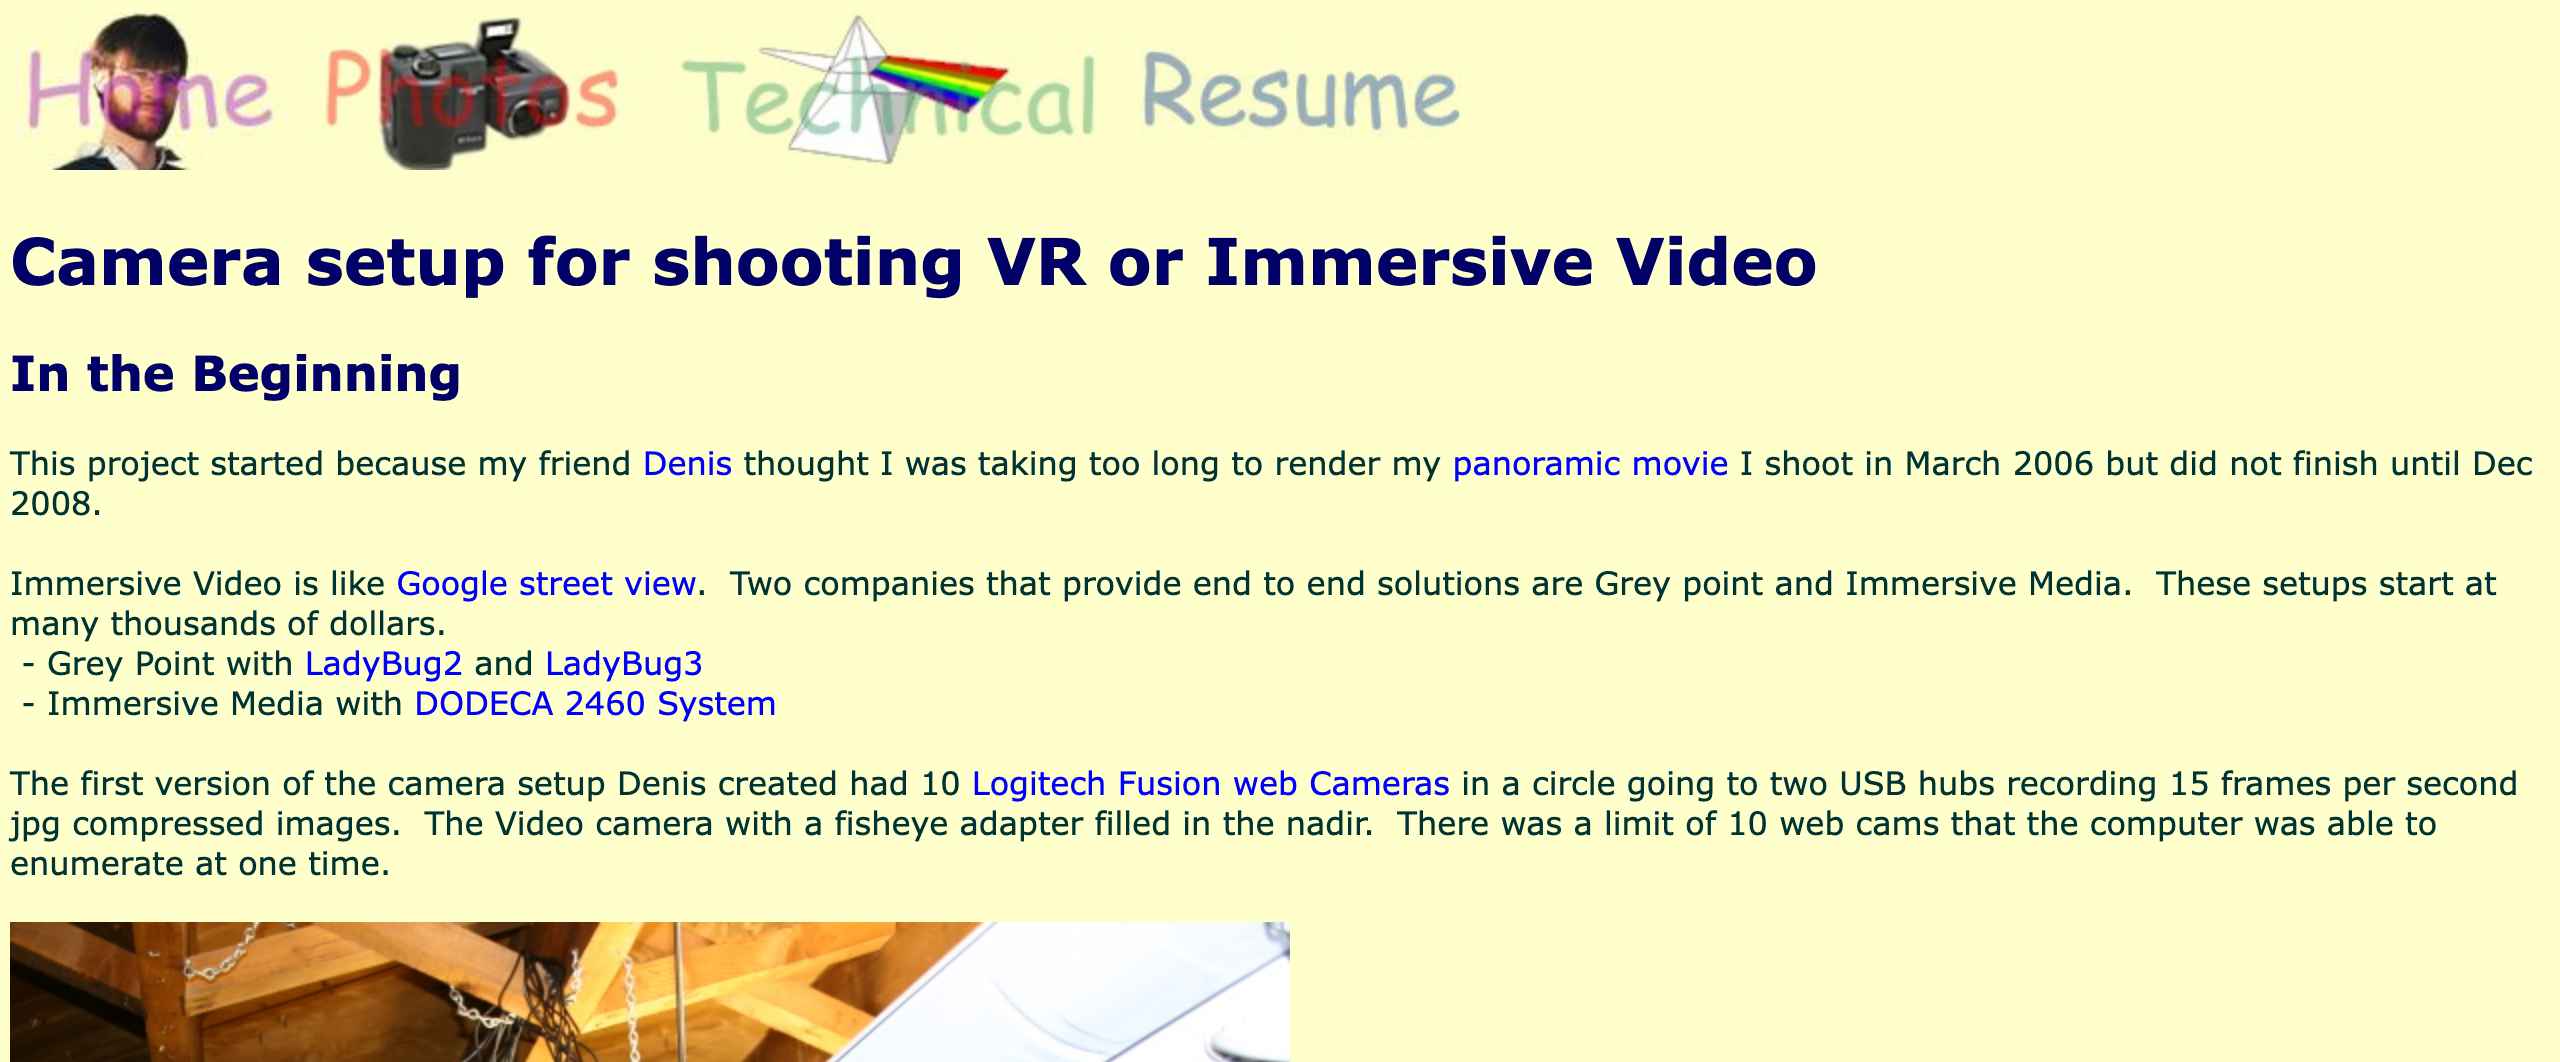 Home Photos Technical Resume
Camera setup for shooting VR or Immersive Video
In the Beginning
This project started because my friend Denis thought I was taking too long to render my panoramic movie I shoot in March 2006 but did not finish until Dec
2008.
Immersive Video is like Google street view.  Two companies that provide end to end solutions are Grey point and Immersive Media.  These setups start at
many thousands of dollars.
- Grey Point with LadyBug2 and LadyBug3
- Immersive Media with DODECA 2460 System
The first version of the camera setup Denis created had 10 Logitech Fusion web Cameras in a circle going to two USB hubs recording 15 frames per second
jpg compressed images.  The Video camera with a fisheye adapter filled in the nadir.  There was a limit of 10 web cams that the computer was able to
enumerate at one time.